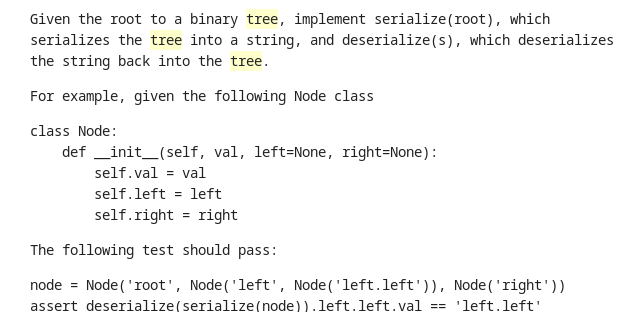 Given the root to a binary tree, implement serialize(root), which
serializes the tree into a string, and deserialize(s), which deserializes
the string back into the tree.
For example, given the following Node class
class Node:
    def __init__(self, val, left=None, right=None):
        self.val = val
        self.left = left
        self.right = right
The following test should pass:
node = Node('root', Node('left', Node('left.left')), Node('right'))
assert deserialize(serialize(node)).left.left.val == 'left.left'